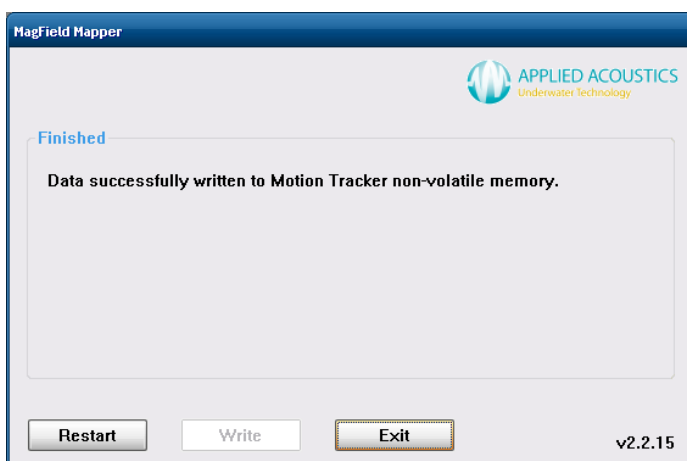 MagField Mapper
APPLIED ACOUSTICS
Underwater Technology
Finished
Data successfully written to Motion Tracker non-volatile memory.
Restart
Write
Exit
v2.2.15